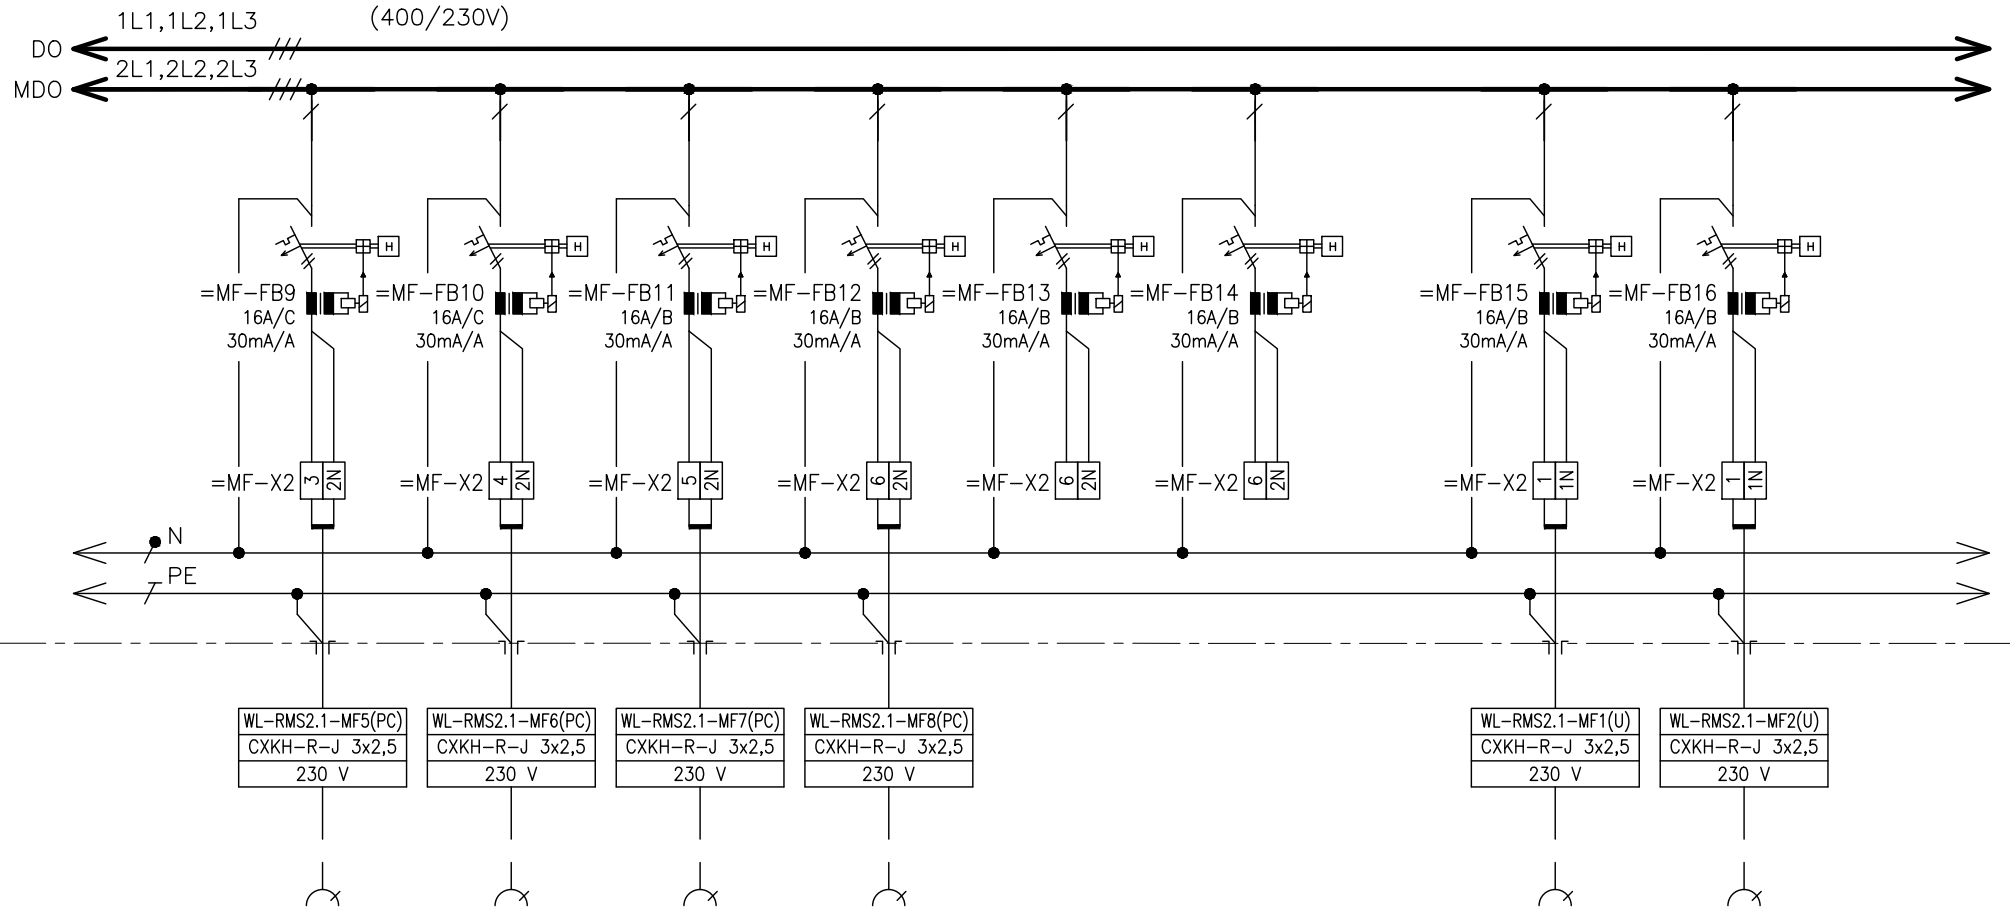 1L1,1L2,1L3
(400/230V)
DO
2L1,2L2,2L3
MDO
H H H H H H H H
=MF-FB9 =MF-FB10 =MF-FB11 =MF-FB12 =MF-FB13 =MF-FB14 =MF-FB15 =MF-FB16
16A/C 16A/C 16A/B 16A/B 16A/B 16A/B 16A/B 16A/B
30mA/A 30mA/A 30mA/A 30mA/A 30mA/A 30mA/A 30mA/A 30mA/A
=MF-X2 3 2N =MF-X2 4 2N =MF-X2 5 2N =MF-X2 6 2N =MF-X2 6 2N =MF-X2 6 2N =MF-X2 1 1N =MF-X2 1 1N
N
PE
WL-RMS2.1-MF5(PC) WL-RMS2.1-MF6(PC) WL-RMS2.1-MF7(PC) WL-RMS2.1-MF8(PC) WL-RMS2.1-MF1(U) WL-RMS2.1-MF2(U)
CXKH-R-J 3x2,5 CXKH-R-J 3x2,5 CXKH-R-J 3x2,5 CXKH-R-J 3x2,5 CXKH-R-J 3x2,5 CXKH-R-J 3x2,5
230 V 230 V 230 V 230 V 230 V 230 V